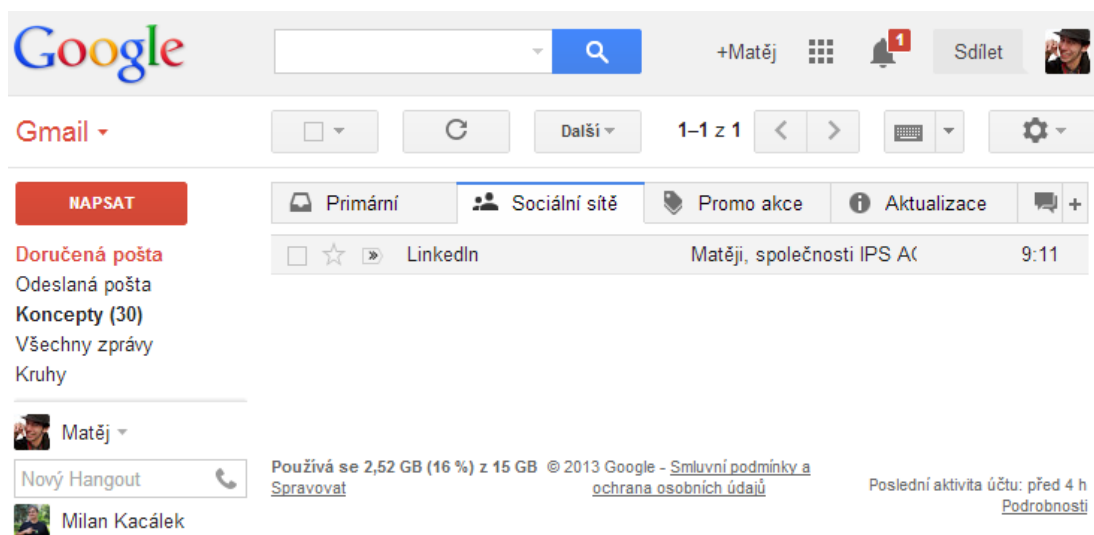 Google
+Matěj
1
Sdílet
Gmail
Další
1–1 z 1
NAPSAT
Primární
Sociální sítě
Promo akce
Aktualizace
+
Doručená pošta
LinkedIn
Matěji, společnosti IPS
9:11
Odeslaná pošta
Koncepty (30)
Všechny zprávy
Kruhy
Matěj
Nový Hangout
Milan Kacálek
Používá se 2,52 GB (16 %) z 15 GB
Spravovat
© 2013 Google - Smluvní podmínky a
ochrana osobních údajů
Poslední aktivita účtu: před 4 h
Podrobnosti